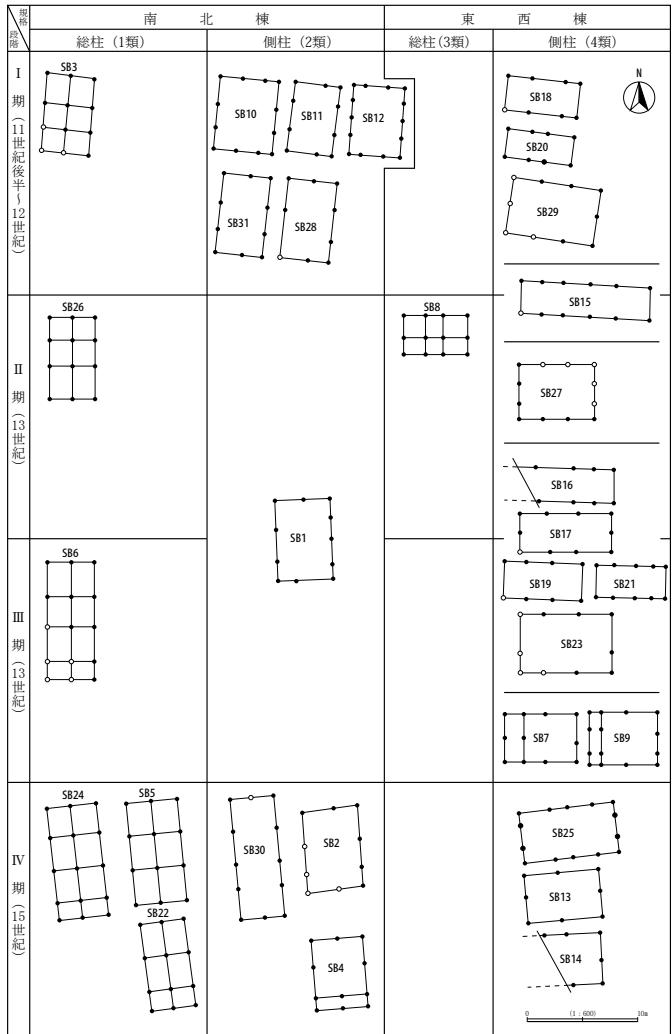 規格
段階
南北棟
東西棟
総柱（1類）
側柱（2類）
総柱（3類）
側柱（4類）
Ⅰ期（11世紀後半～12世紀）
SB3
SB10
SB11
SB12
SB31
SB28
SB18
N
SB20
SB29
SB15
Ⅱ期（13世紀）
SB26
SB8
SB27
SB16
SB1
SB17
Ⅲ期（13世紀）
SB6
SB19
SB21
SB23
SB7
SB9
Ⅳ期（15世紀）
SB24
SB5
SB22
SB30
SB2
SB4
SB25
SB13
SB14
0 (1：600) 10m